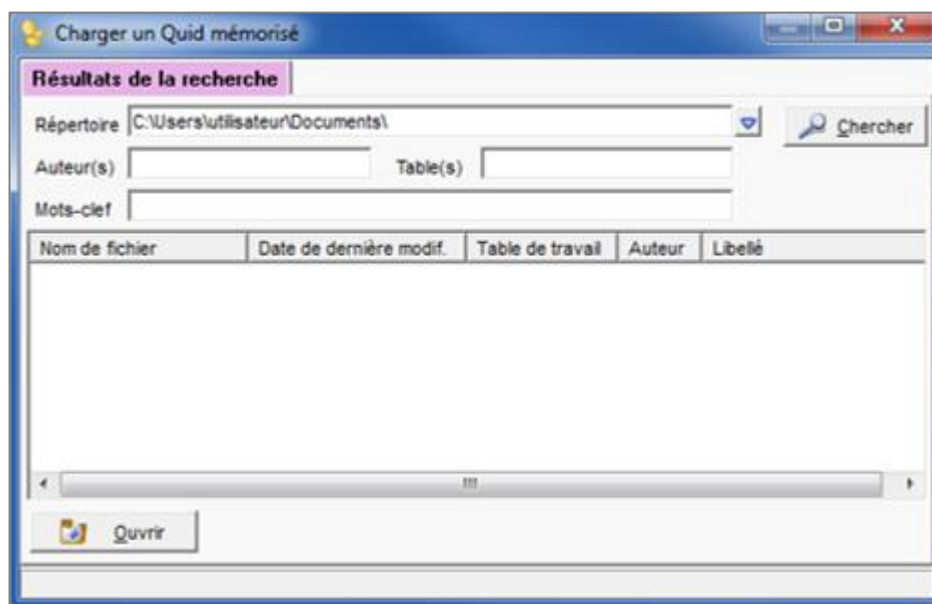 Charger un Quid mémorisé
Résultats de la recherche
Répertoire C:\Users\utilisateur\Documents\ Chercher
Auteur(s) Table(s)
Mots-clef
Nom de fichier Date de dernière modif. Table de travail Auteur Libellé
Ouvrir